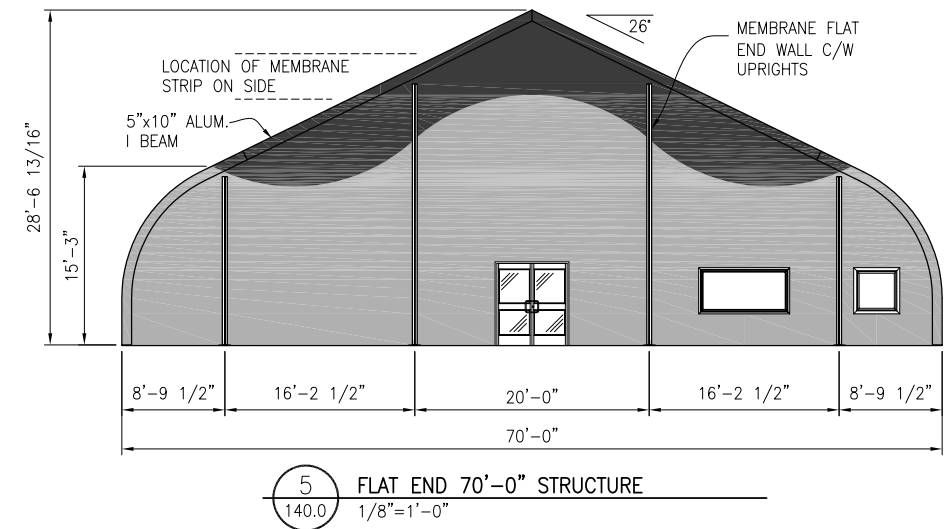 26°
MEMBRANE FLAT
END WALL C/W
UPRIGHTS
LOCATION OF MEMBRANE
STRIP ON SIDE
5"x10" ALUM.
I BEAM
28'-6 13/16"
15'-3"
8'-9 1/2"
16'-2 1/2"
20'-0"
16'-2 1/2"
8'-9 1/2"
70'-0"
5
140.0
FLAT END 70'-0" STRUCTURE
1/8"=1'-0"